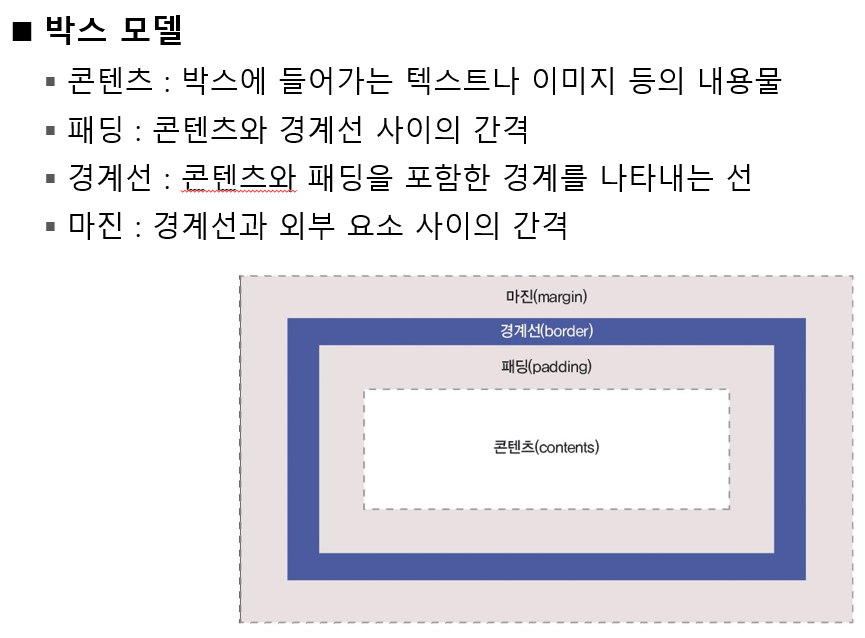 ■ 박스 모델
▪ 콘텐츠 : 박스에 들어가는 텍스트나 이미지 등의 내용물
▪ 패딩 : 콘텐츠와 경계선 사이의 간격
▪ 경계선 : 콘텐츠와 패딩을 포함한 경계를 나타내는 선
▪ 마진 : 경계선과 외부 요소 사이의 간격
마진(margin)
경계선(border)
패딩(padding)
콘텐츠(contents)